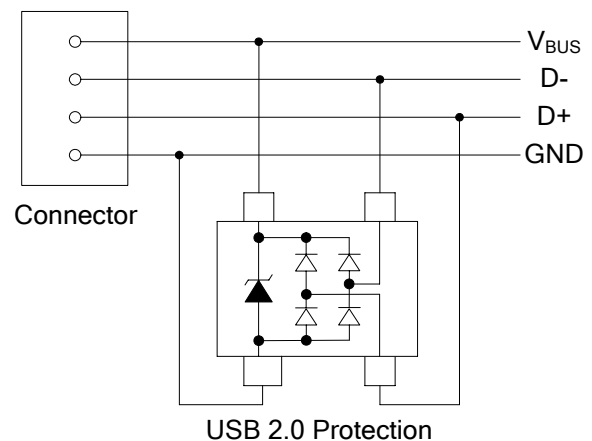 V_BUS
D-
D+
GND
Connector
USB 2.0 Protection